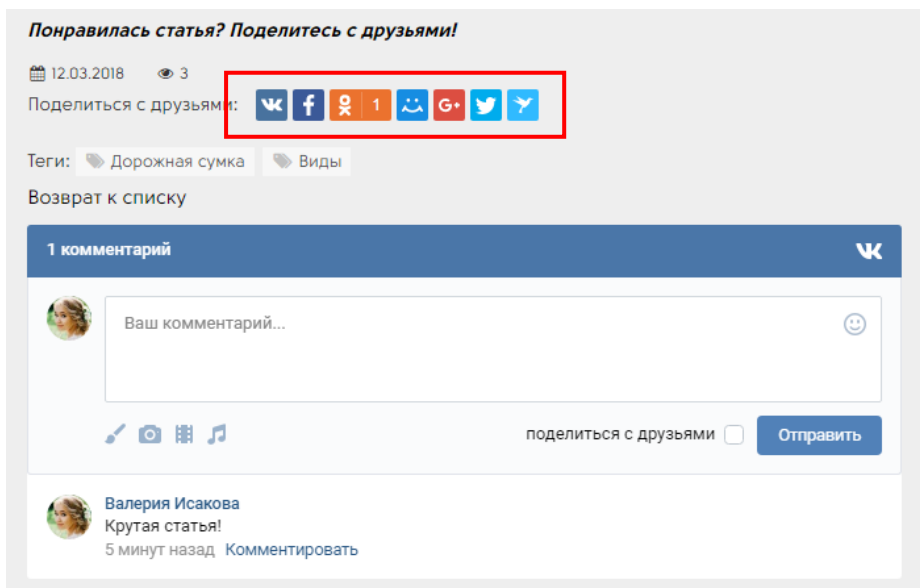 Понравилась статья? Поделитесь с друзьями!
12.03.2018 3
Поделиться с друзьями: 1 G+
Теги: Дорожная сумка Виды
Возврат к списку
1 комментарий
Ваш комментарий...
поделиться с друзьями Отправить
Валерия Исакова
Крутая статья!
5 минут назад Комментировать